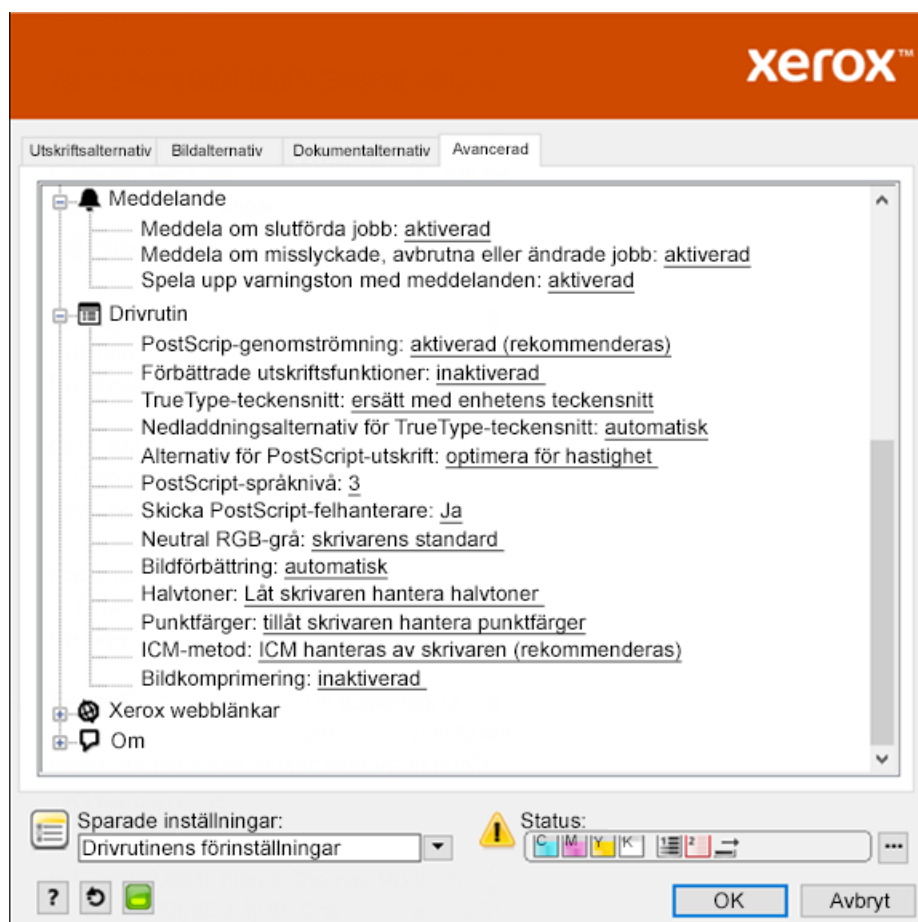 xerox™
Utskriftsalternativ Bildalternativ Dokumentalternativ Avancerad
Meddelande
Meddela om slutförda jobb: aktiverad
Meddela om misslyckade, avbrutna eller ändrade jobb: aktiverad
Spela upp varningston med meddelanden: aktiverad
Drivrutin
PostScrip-genomströmning: aktiverad (rekommenderas)
Förbättrade utskriftsfunktioner: inaktiverad
TrueType-teckensnitt: ersätt med enhetens teckensnitt
Nedladdningsalternativ för TrueType-teckensnitt: automatisk
Alternativ för PostScript-utskrift: optimera för hastighet
PostScript-språknivå: 3
Skicka PostScript-felhanterare: Ja
Neutral RGB-grå: skrivarens standard
Bildförbättring: automatisk
Halvtoner: Låt skrivaren hantera halvtoner
Punktfärger: tillåt skrivaren hantera punktfärger
ICM-metod: ICM hanteras av skrivaren (rekommenderas)
Bildkomprimering: inaktiverad
Xerox webblänkar
Om
Sparade inställningar:
Drivrutinens förinställningar
Status:
C M Y K 1 2
...
?
OK Avbryt